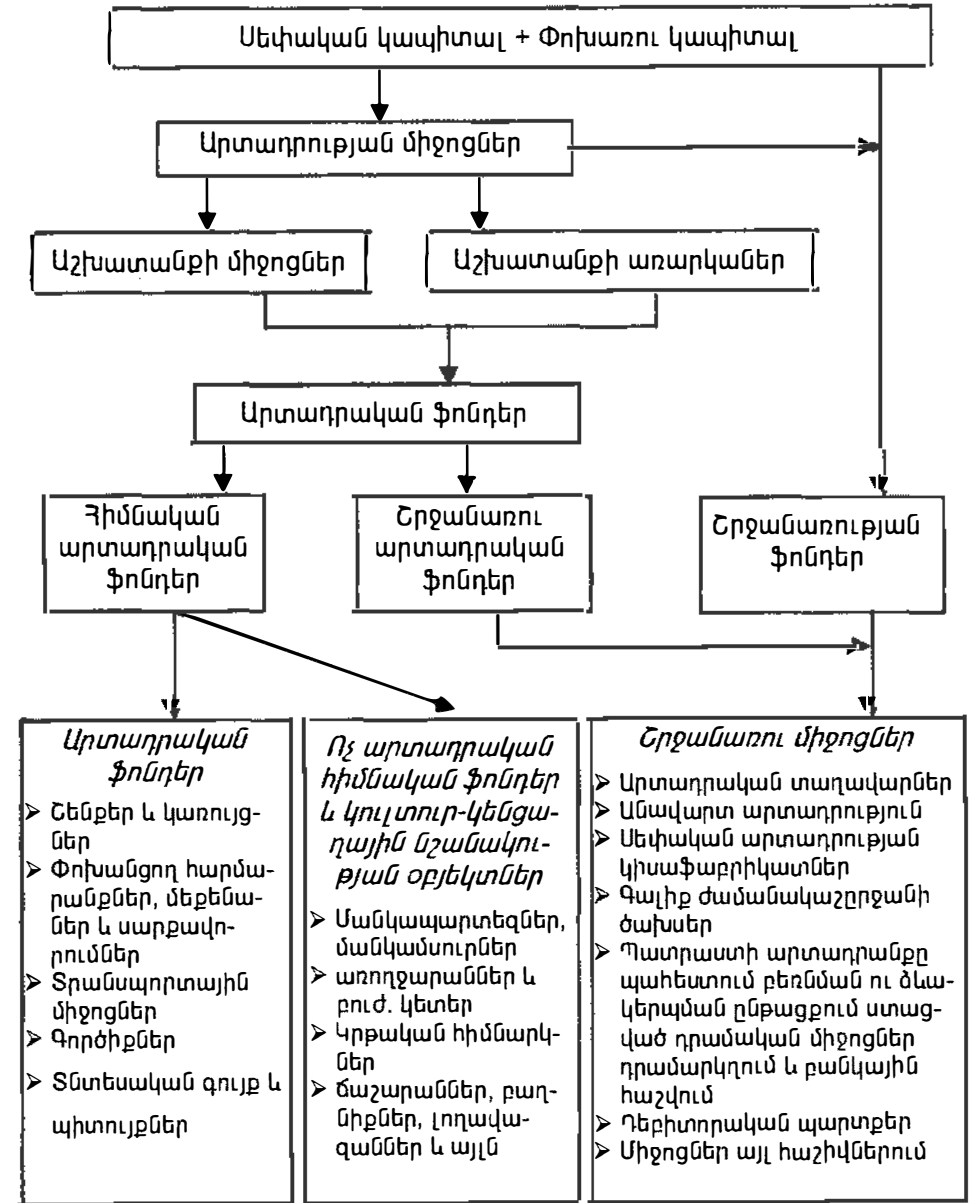 Սեփական կապիտալ + Փոխառու կապիտալ
Արտադրության միջոցներ
Աշխատանքի միջոցներ
Աշխատանքի առարկաներ
Արտադրական ֆոնդեր
Հիմնական
արտադրական
ֆոնդեր
Շրջանառու
արտադրական
ֆոնդեր
Շրջանառության
ֆոնդեր
Արտադրական
ֆոնդեր
➢ Շենքեր և կառույց-
ներ
➢ Փոխանցող հարմա-
րանքներ, մեքենա-
ներ և սարքավո-
րումներ
➢ Տրանսպորտային
միջոցներ
➢ Գործիքներ
➢ Տնտեսական գույք և
պիտույքներ
Ոչ արտադրական
հիմնական ֆոնդեր
և կուլտուր-կենցա-
ղային նշանակու-
թյան օբյեկտներ
➢ Մանկապարտեզներ,
մանկամսուրներ
➢ առողջարաններ և
բուժ. կետեր
➢ Կրթական հիմնարկ-
ներ
➢ Ճաշարաններ, բաղ-
նիքներ, լողավա-
զաններ և այլն
Շրջանառու միջոցներ
➢ Արտադրական տաղավարներ
➢ Անավարտ արտադրություն
➢ Սեփական արտադրության
կիսաֆաբրիկատներ
➢ Գալիք ժամանակաշըրջանի
ծախսեր
➢ Պատրաստի արտադրանքը
պահեստում բեռնման ու ձևա-
կերպման ընթացքում ստաց-
ված դրամական միջոցներ
դրամարկղում և բանկային
հաշվում
➢ Դեբիտորական պարտքեր
➢ Միջոցներ այլ հաշիվներում